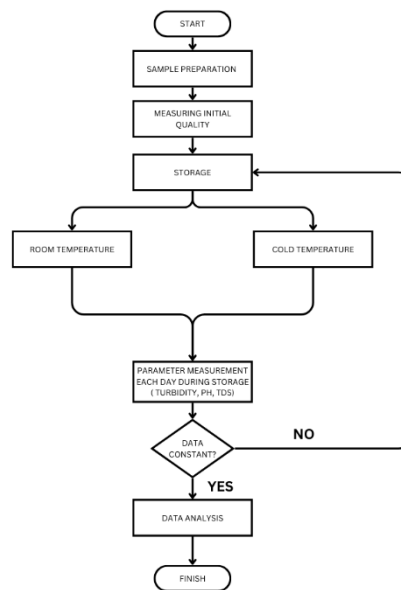 START
SAMPLE PREPARATION
MEASURING INITIAL
QUALITY
STORAGE
ROOM TEMPERATURE
COLD TEMPERATURE
PARAMETER MEASUREMENT
EACH DAY DURING STORAGE
( TURBIDITY, PH, TDS)
DATA
CONSTANT?
NO
YES
DATA ANALYSIS
FINISH